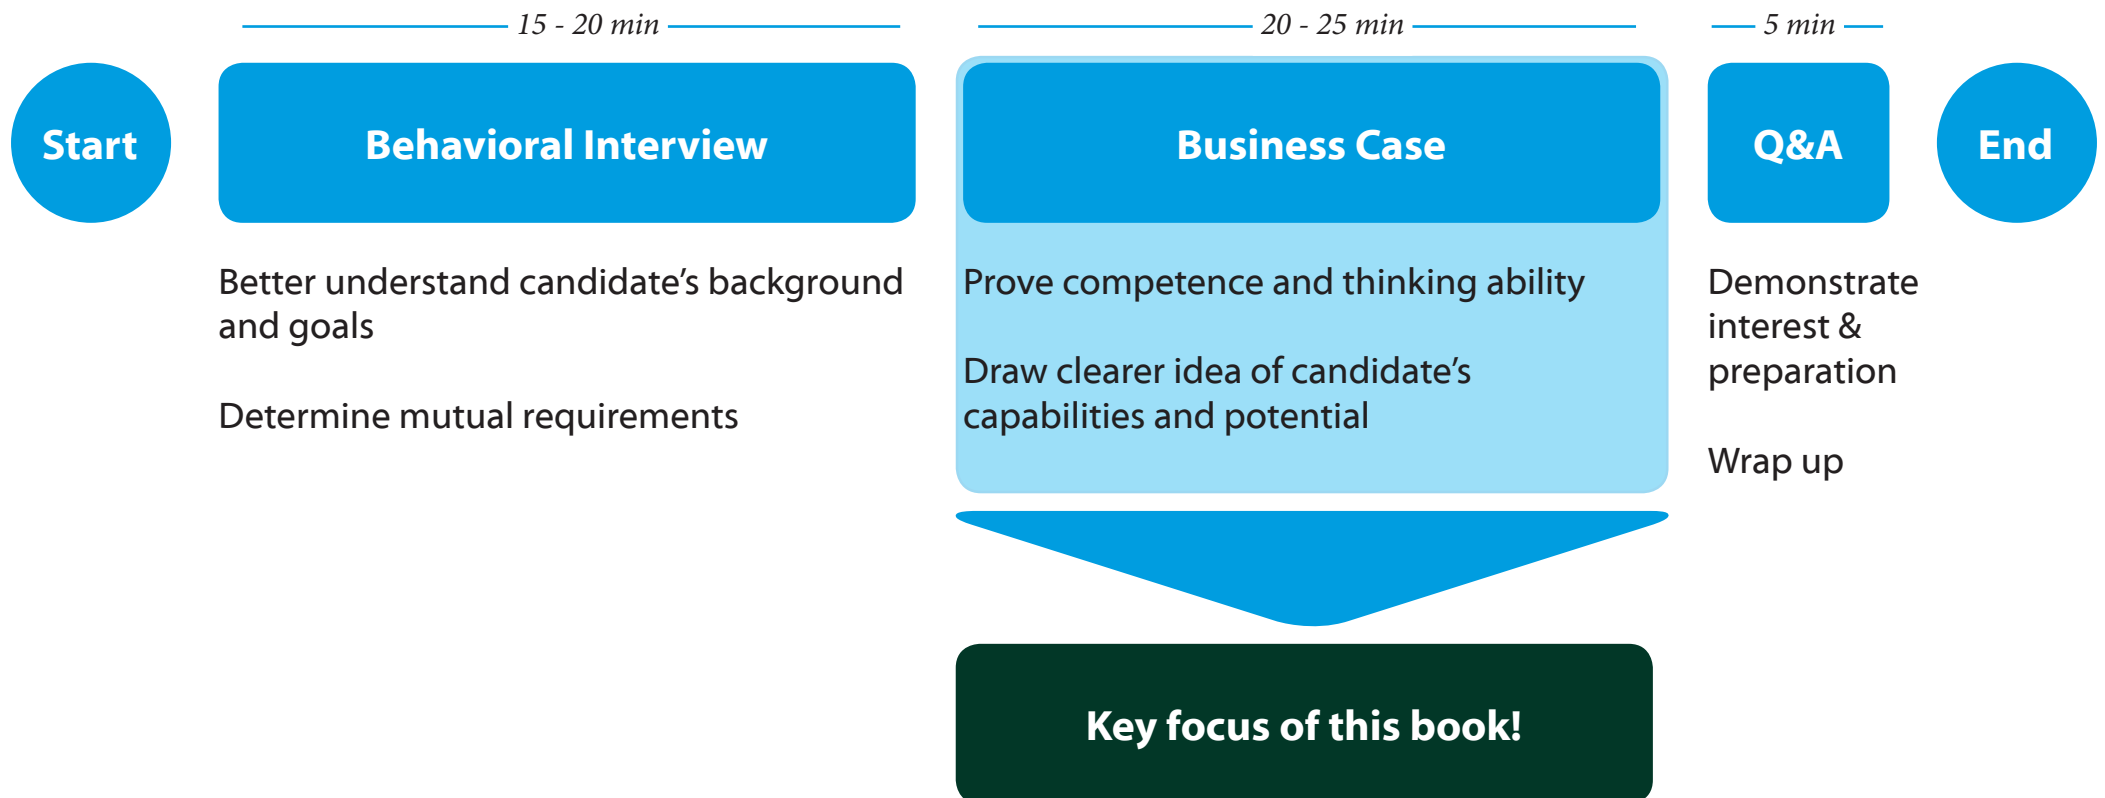 15 - 20 min
20 - 25 min
5 min
Start
Behavioral Interview
Business Case
Q&A
End
Better understand candidate’s background
and goals
Determine mutual requirements
Prove competence and thinking ability
Draw clearer idea of candidate’s
capabilities and potential
Demonstrate
interest &
preparation
Wrap up
Key focus of this book!